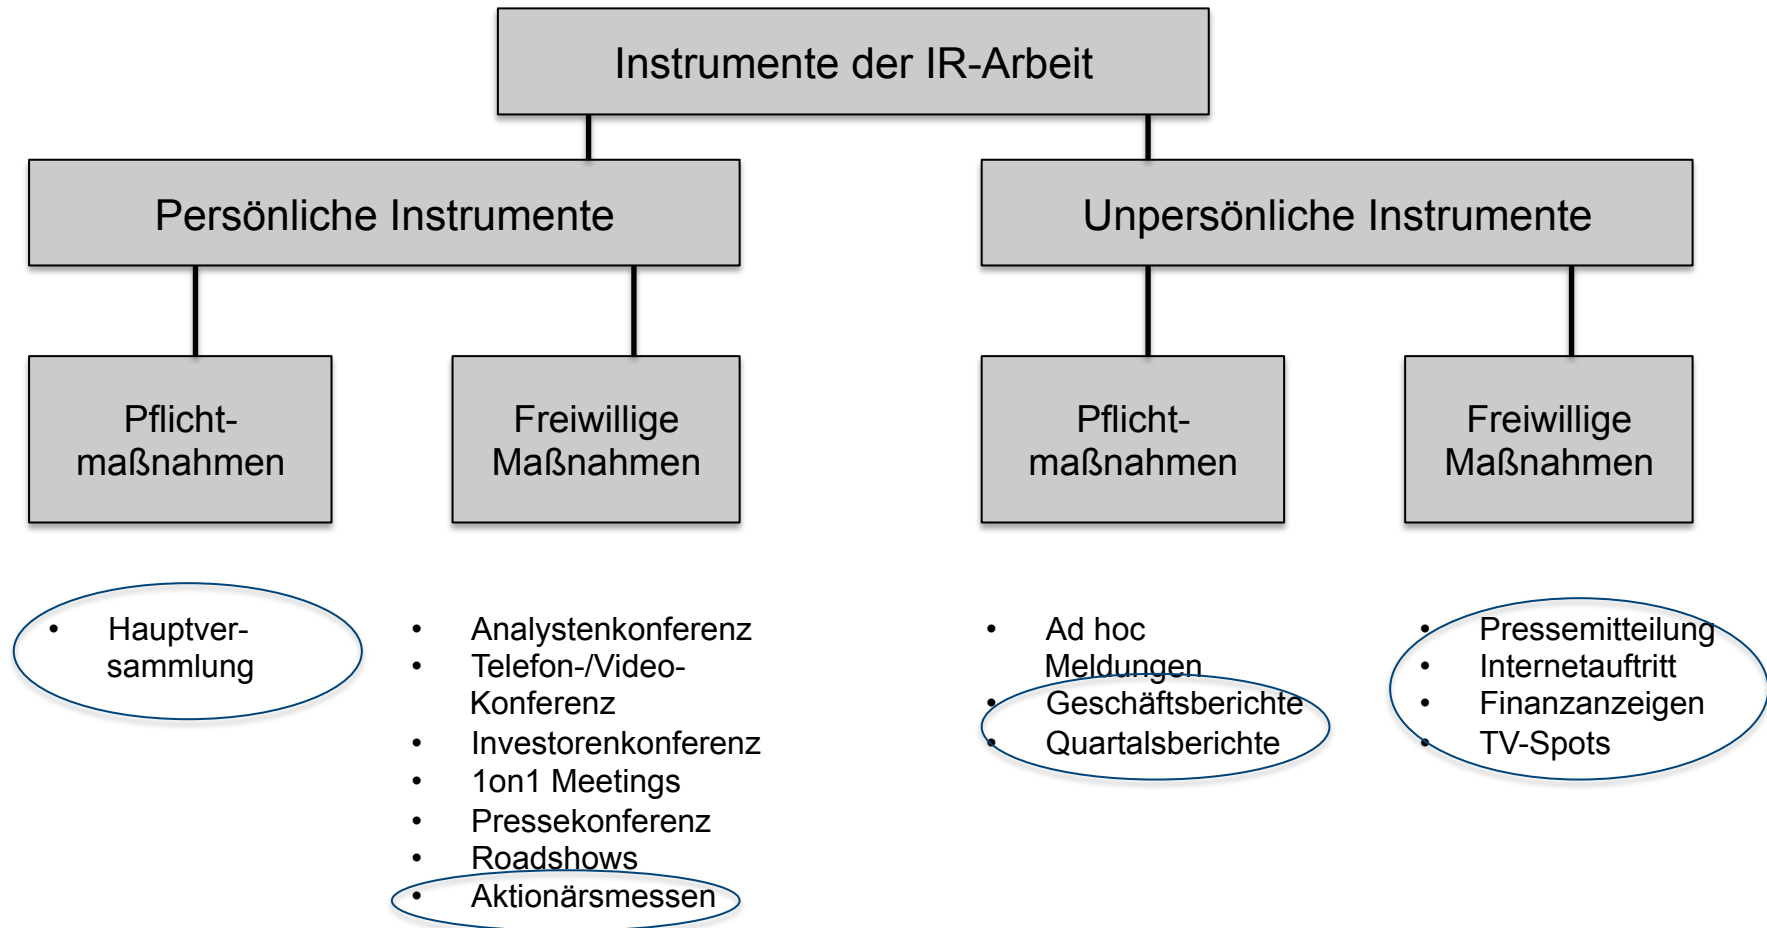 Instrumente der IR-Arbeit
Persönliche Instrumente
Unpersönliche Instrumente
Pflicht-
maßnahmen
Freiwillige
Maßnahmen
Pflicht-
maßnahmen
Freiwillige
Maßnahmen
• Hauptver-
sammlung
• Analystenkonferenz
• Telefon-/Video-
Konferenz
• Investorenkonferenz
• 1on1 Meetings
• Pressekonferenz
• Roadshows
• Aktionärsmessen
• Ad hoc
Meldungen
• Geschäftsberichte
• Quartalsberichte
• Pressemitteilung
• Internetauftritt
• Finanzanzeigen
• TV-Spots